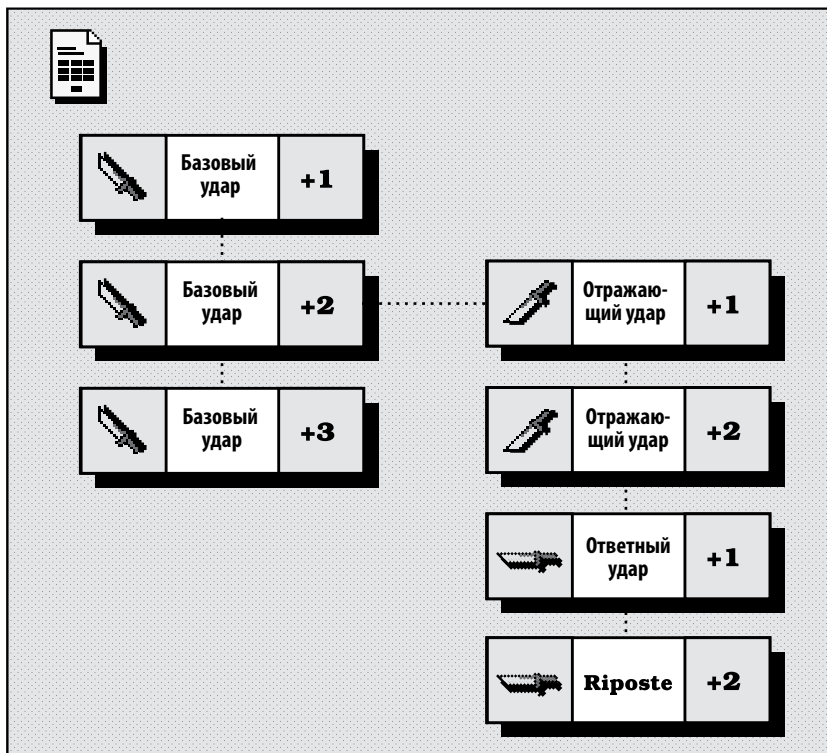 Базовый
удар
+1
Базовый
удар
+2
Отражаю-
щий удар
+1
Базовый
удар
+3
Отражаю-
щий удар
+2
Ответный
удар
+1
Riposte
+2